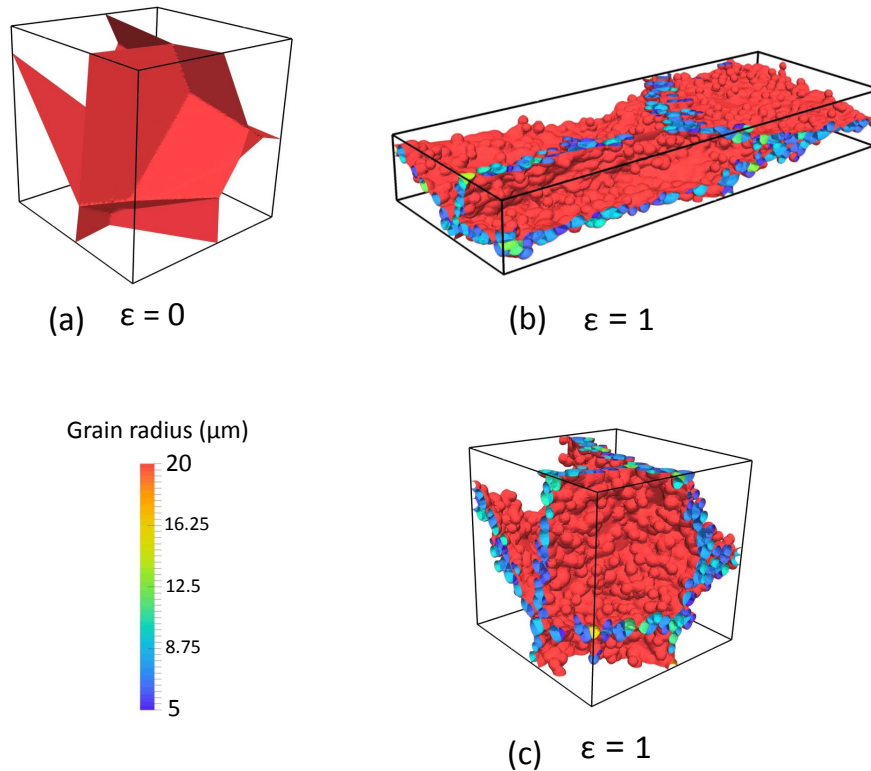 (a) ε = 0
(b) ε = 1
Grain radius (μm)
20
16.25
12.5
8.75
5
(c) ε = 1